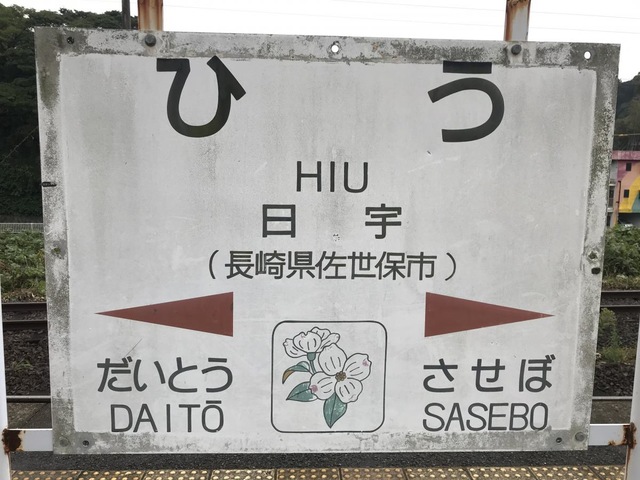 ひう
HIU
日宇
（長崎県佐世保市）
だいとう させぼ
DAITŌ SASEBO